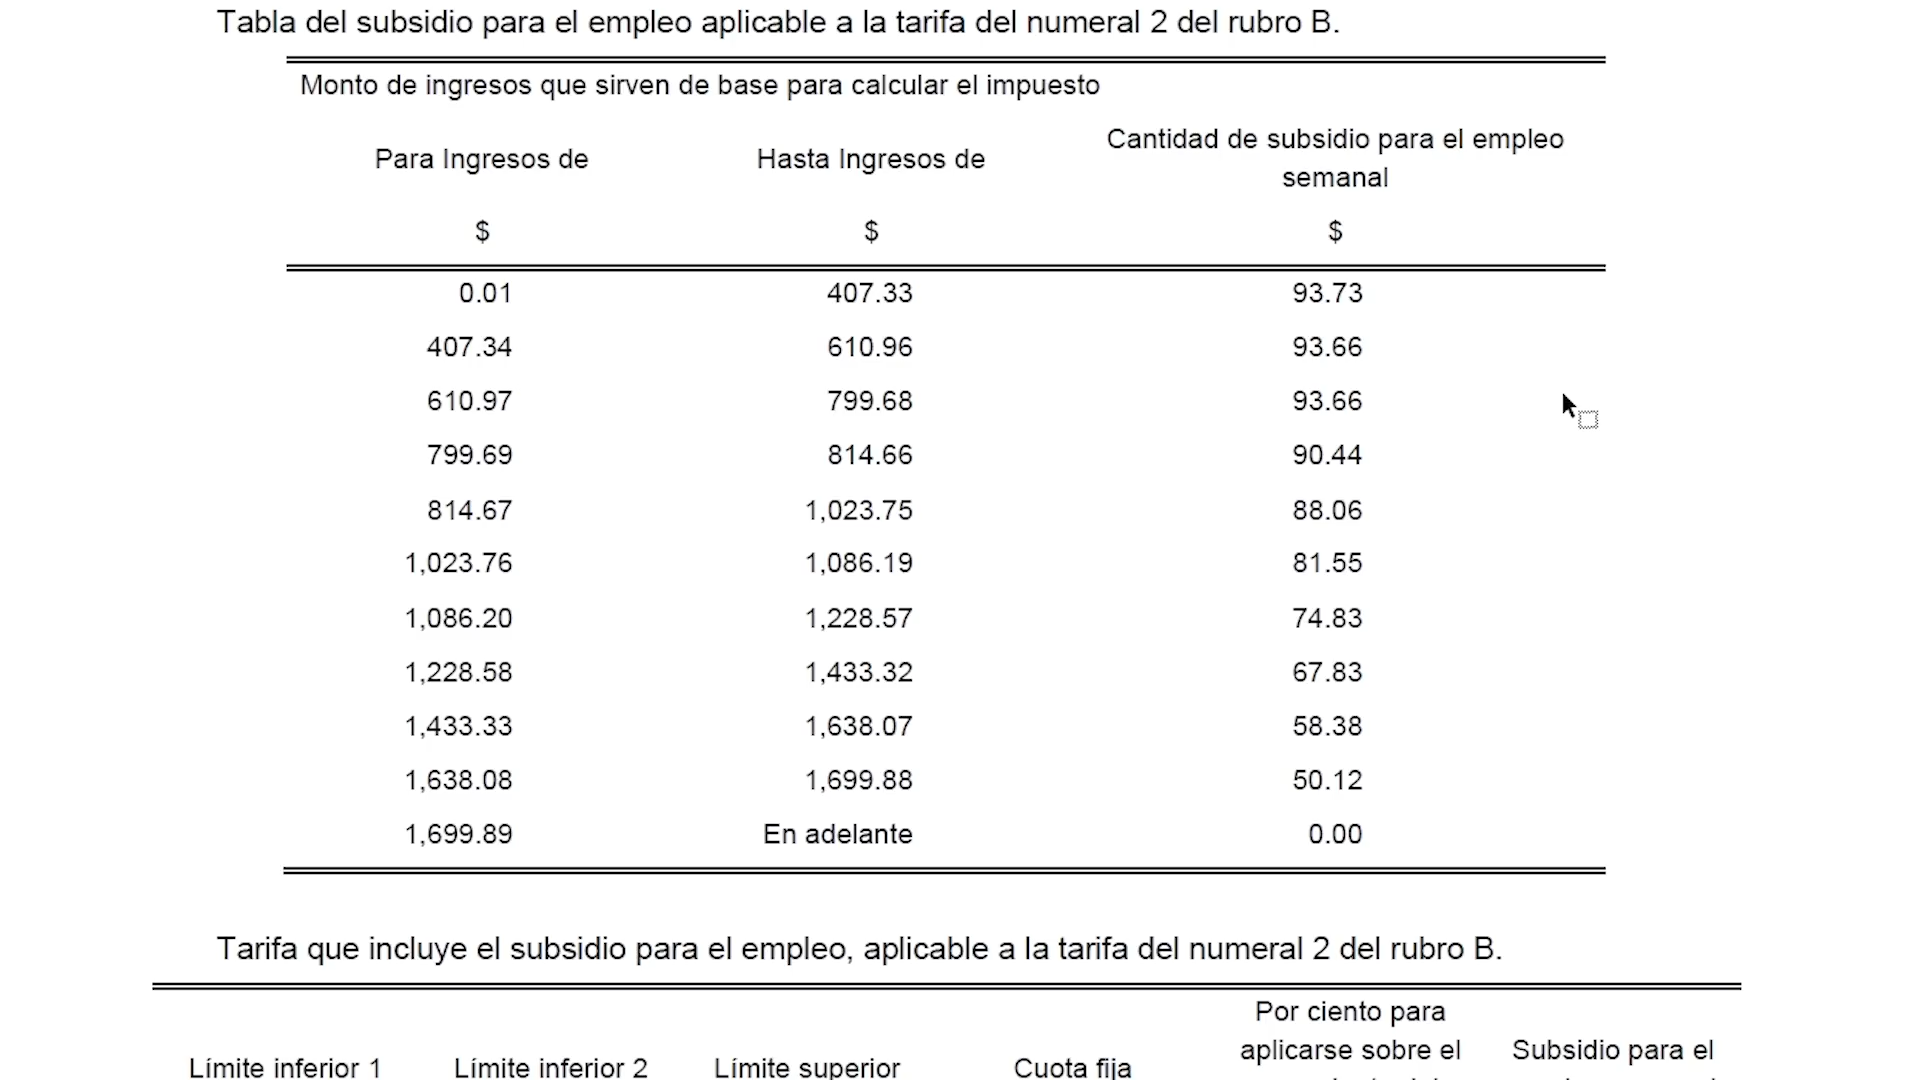 Tabla del subsidio para el empleo aplicable a la tarifa del numeral 2 del rubro B.
Monto de ingresos que sirven de base para calcular el impuesto
Para Ingresos de Hasta Ingresos de Cantidad de subsidio para el empleo
semanal
$ $ $
0.01 407.33 93.73
407.34 610.96 93.66
610.97 799.68 93.66
799.69 814.66 90.44
814.67 1,023.75 88.06
1,023.76 1,086.19 81.55
1,086.20 1,228.57 74.83
1,228.58 1,433.32 67.83
1,433.33 1,638.07 58.38
1,638.08 1,699.88 50.12
1,699.89 En adelante 0.00
Tarifa que incluye el subsidio para el empleo, aplicable a la tarifa del numeral 2 del rubro B.
Por ciento para
aplicarse sobre el Subsidio para el
Límite inferior 1 Límite inferior 2 Límite superior Cuota fija